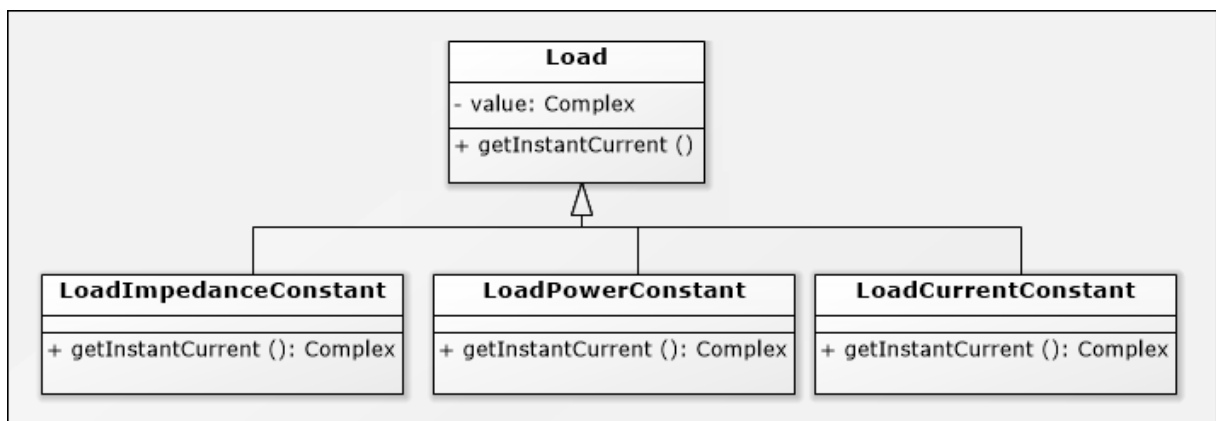 Load
- value: Complex
+ getInstantCurrent ()
LoadImpedanceConstant
+ getInstantCurrent (): Complex
LoadPowerConstant
+ getInstantCurrent (): Complex
LoadCurrentConstant
+ getInstantCurrent (): Complex